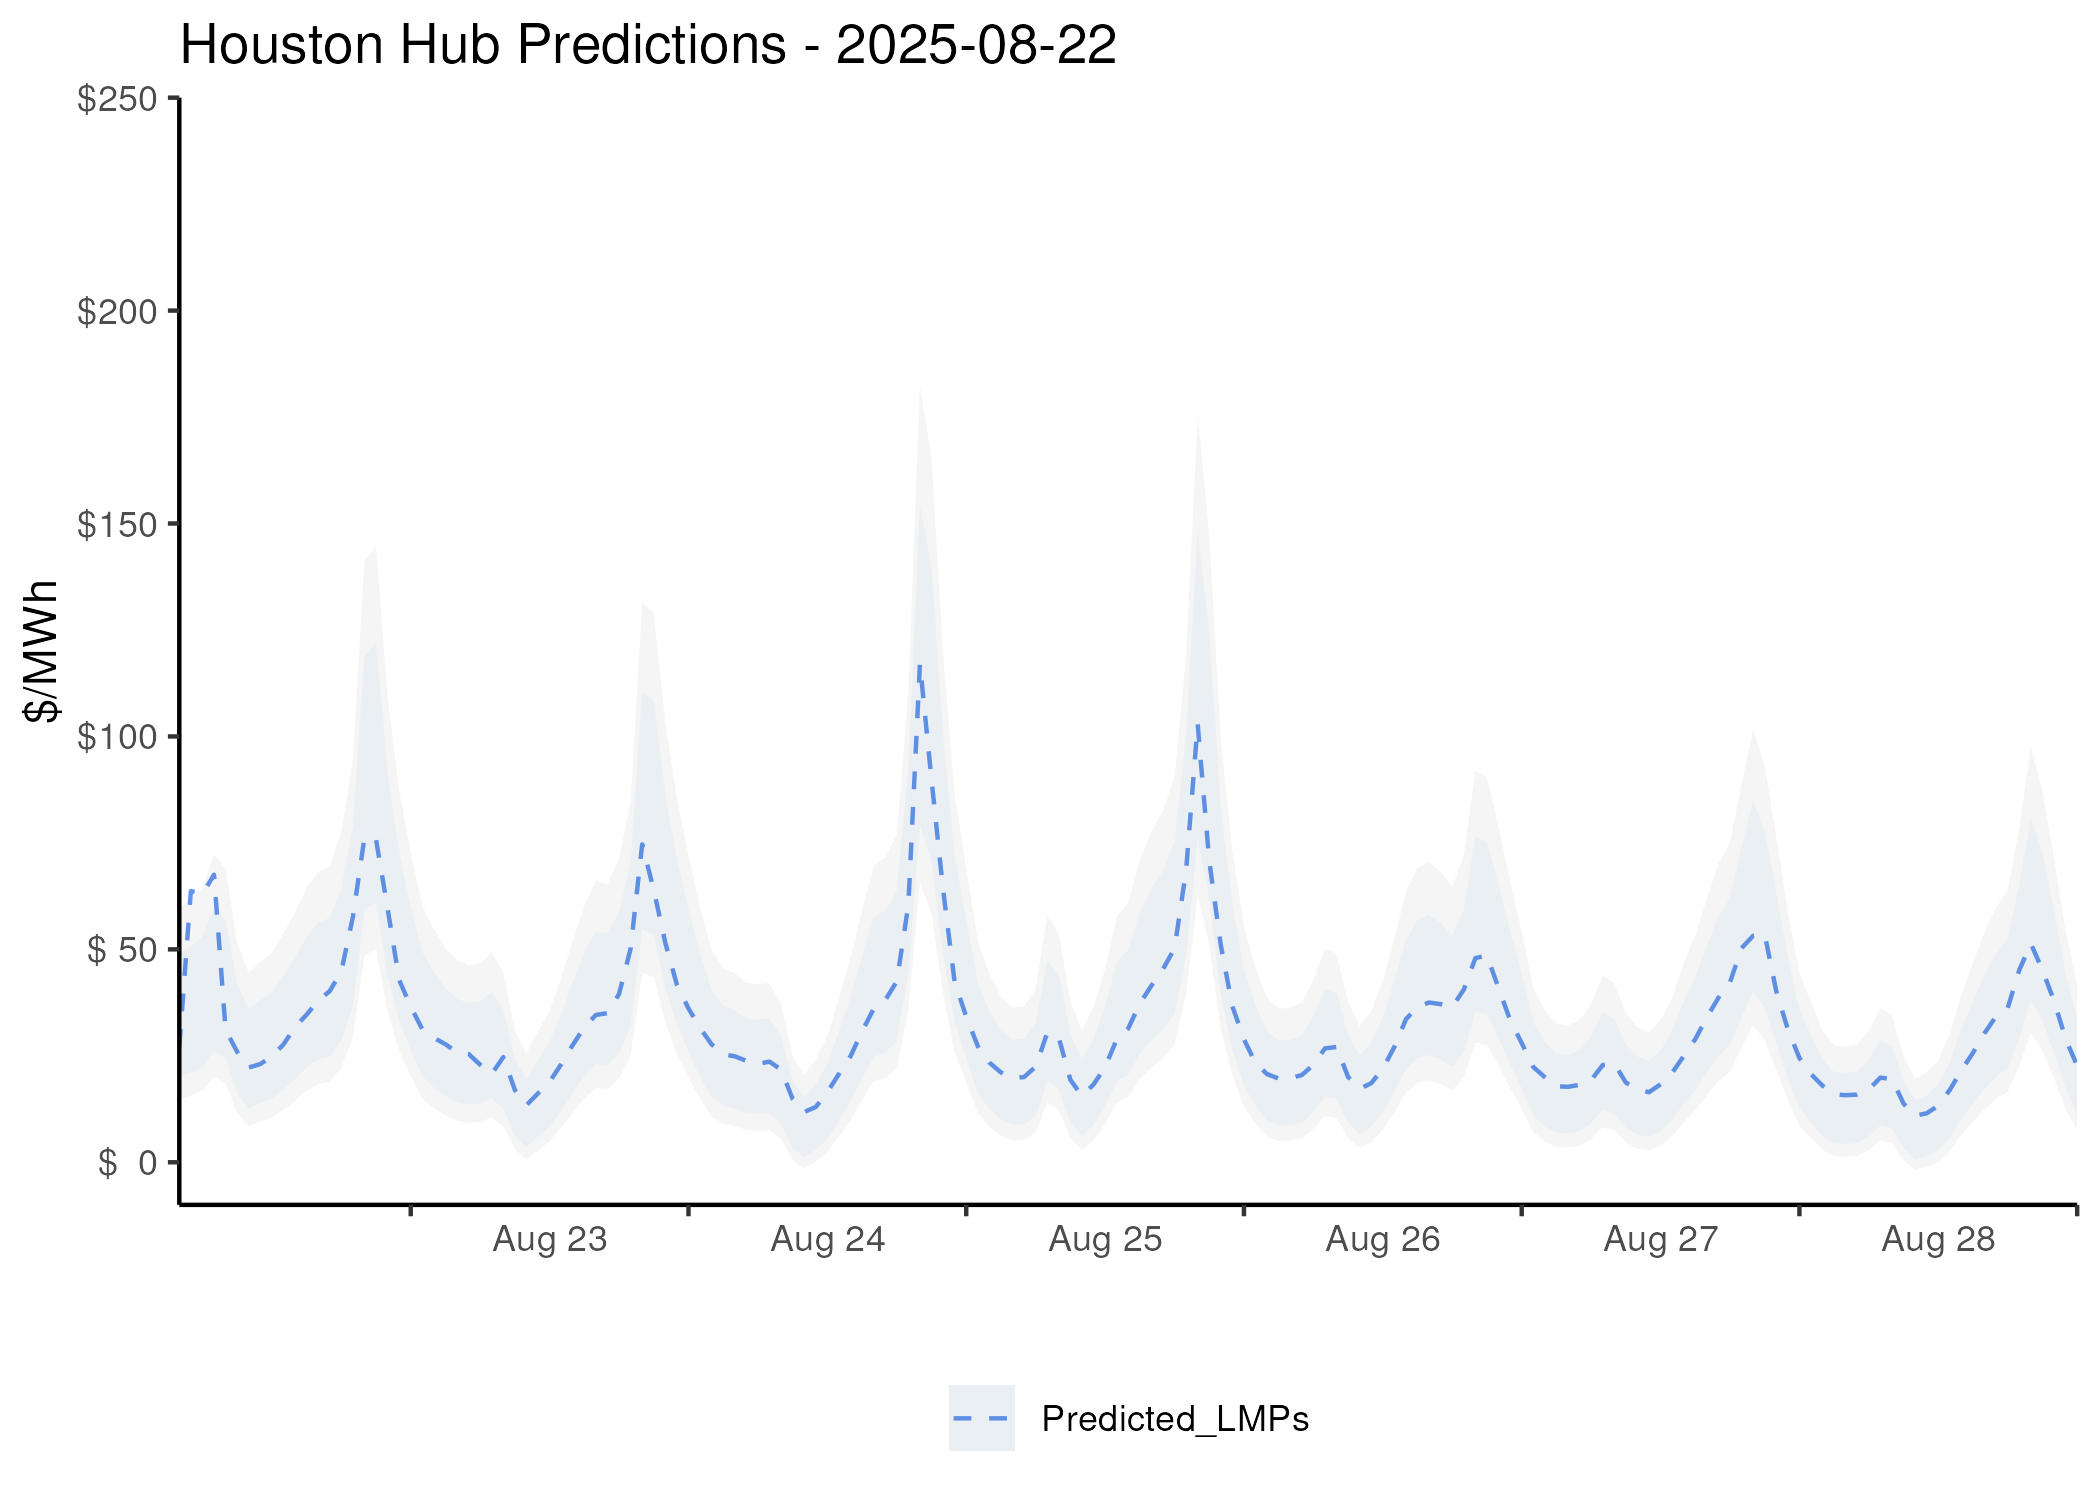 Houston Hub Predictions - 2025-08-22
$250
$200
$150
$100
$ 50
$  0
$/MWh
Aug 23
Aug 24
Aug 25
Aug 26
Aug 27
Aug 28
Predicted_LMPs